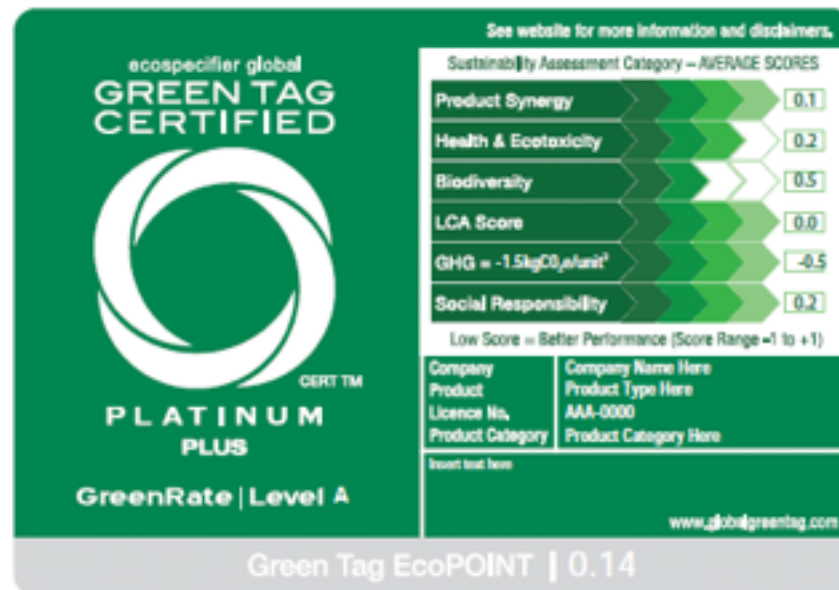 See website for more information and disclaimers.
ecospecifier global
GREEN TAG
CERTIFIED
CERT TM
PLATINUM
PLUS
GreenRate | Level A
Sustainability Assessment Category – AVERAGE SCORES
Product Synergy 0.1
Health & Ecotoxicity 0.2
Biodiversity 0.5
LCA Score 0.0
GHG = -1.5kgCO₂e/unit³ -0.5
Social Responsibility 0.2
Low Score = Better Performance (Score Range -1 to +1)
Company Company Name Here
Product Product Type Here
Licence No. AAA-0000
Product Category Product Category Here
Insert text here
www.globalgreentag.com
Green Tag EcoPOINT | 0.14